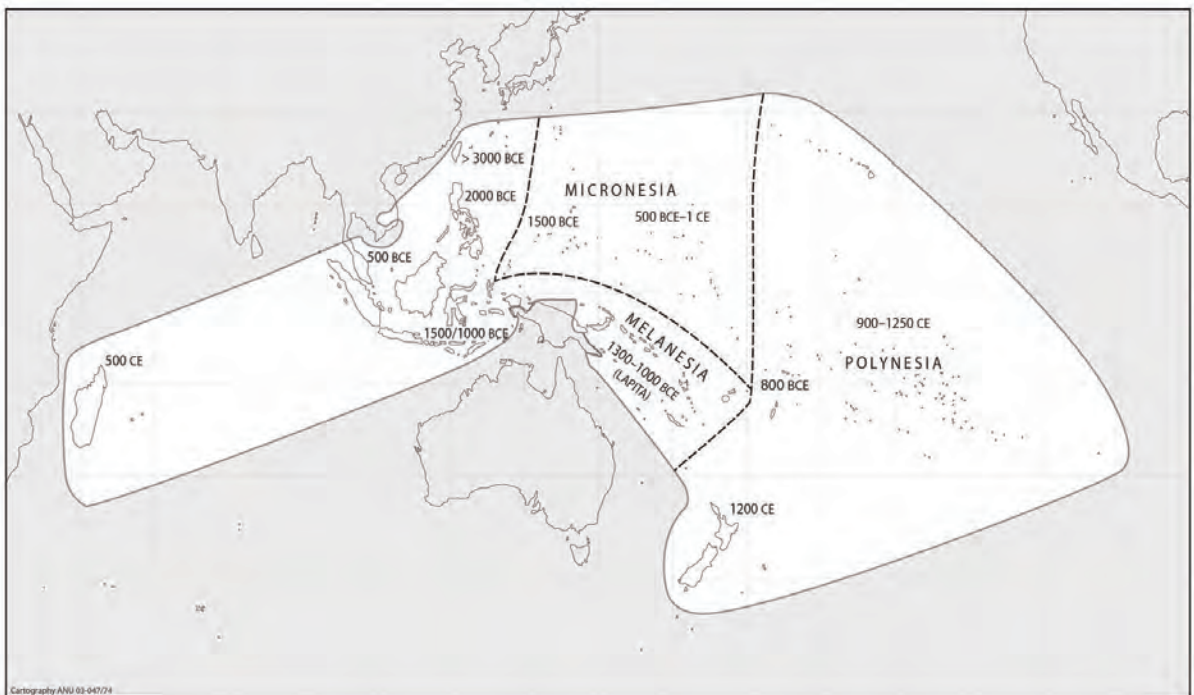 > 3000 BCE
2000 BCE
MICRONESIA
1500 BCE
500 BCE–1 CE
500 BCE
1500/1000 BCE
MELANESIA
1300–1000 BCE
(LAPITA)
900–1250 CE
POLYNESIA
500 CE
800 BCE
1200 CE
Cartography ANU 03-047/74